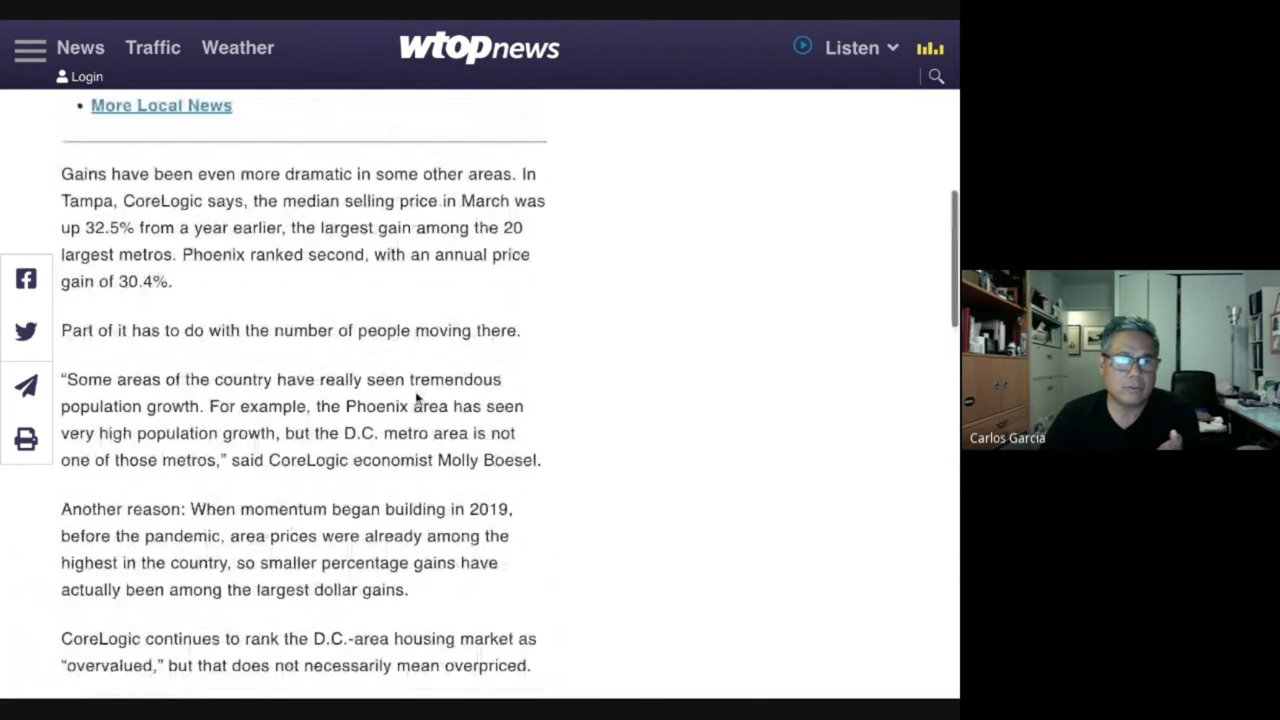 News Traffic Weather
wtopnews
Listen
Login
• More Local News
Gains have been even more dramatic in some other areas. In
Tampa, CoreLogic says, the median selling price in March was
up 32.5% from a year earlier, the largest gain among the 20
largest metros. Phoenix ranked second, with an annual price
gain of 30.4%.
Part of it has to do with the number of people moving there.
“Some areas of the country have really seen tremendous
population growth. For example, the Phoenix area has seen
very high population growth, but the D.C. metro area is not
one of those metros,” said CoreLogic economist Molly Boesel.
Another reason: When momentum began building in 2019,
before the pandemic, area prices were already among the
highest in the country, so smaller percentage gains have
actually been among the largest dollar gains.
CoreLogic continues to rank the D.C.-area housing market as
“overvalued,” but that does not necessarily mean overpriced.
Carlos Garcia